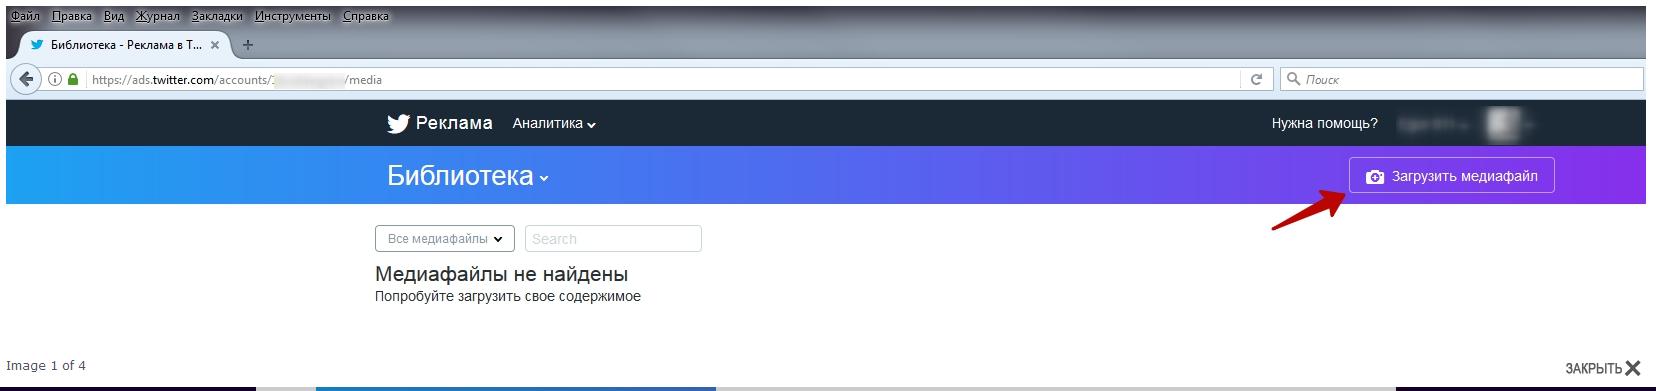 Файл Правка Вид Журнал Закладки Инструменты Справка
Библиотека - Реклама в Т...
https://ads.twitter.com/accounts/ /media
Поиск
Реклама Аналитика Нужна помощь?
Библиотека Загрузить медиафайл
Все медиафайлы Search
Медиафайлы не найдены
Попробуйте загрузить свое содержимое
Image 1 of 4 ЗАКРЫТЬ